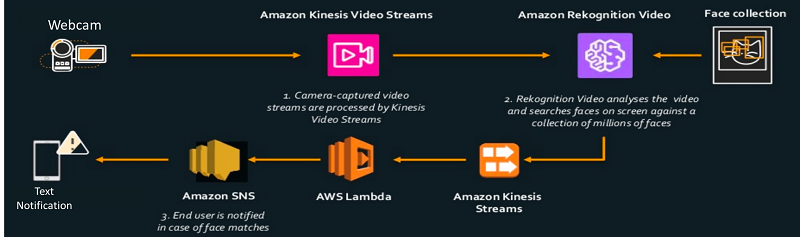 Webcam
Amazon Kinesis Video Streams
Amazon Rekognition Video
Face collection
1. Camera-captured video
streams are processed by Kinesis
Video Streams
2. Rekognition Video analyses the video
and searches faces on screen against a
collection of millions of faces
Text
Notification
Amazon SNS
AWS Lambda
Amazon Kinesis
Streams
3. End user is notified
in case of face matches